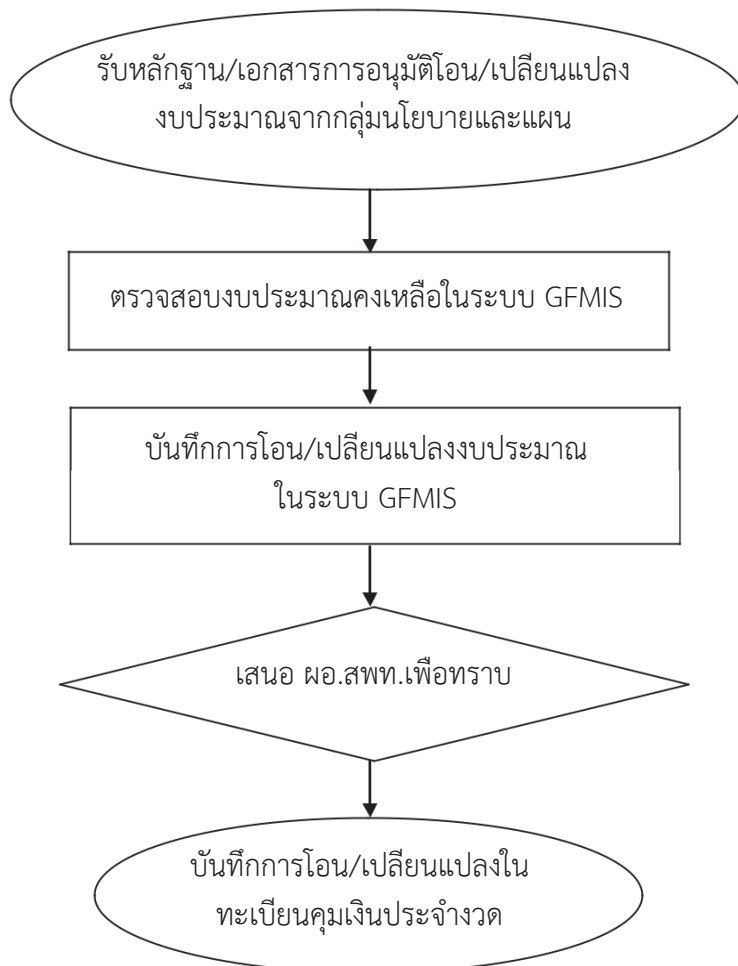 รับหลักฐาน/เอกสารการอนุมัติโอน/เปลี่ยนแปลง
งบประมาณจากกลุ่มนโยบายและแผน
ตรวจสอบงบประมาณคงเหลือในระบบ GFMIS
บันทึกการโอน/เปลี่ยนแปลงงบประมาณ
ในระบบ GFMIS
เสนอ ผอ.สพท.เพื่อทราบ
บันทึกการโอน/เปลี่ยนแปลงใน
ทะเบียนคุมเงินประจำงวด